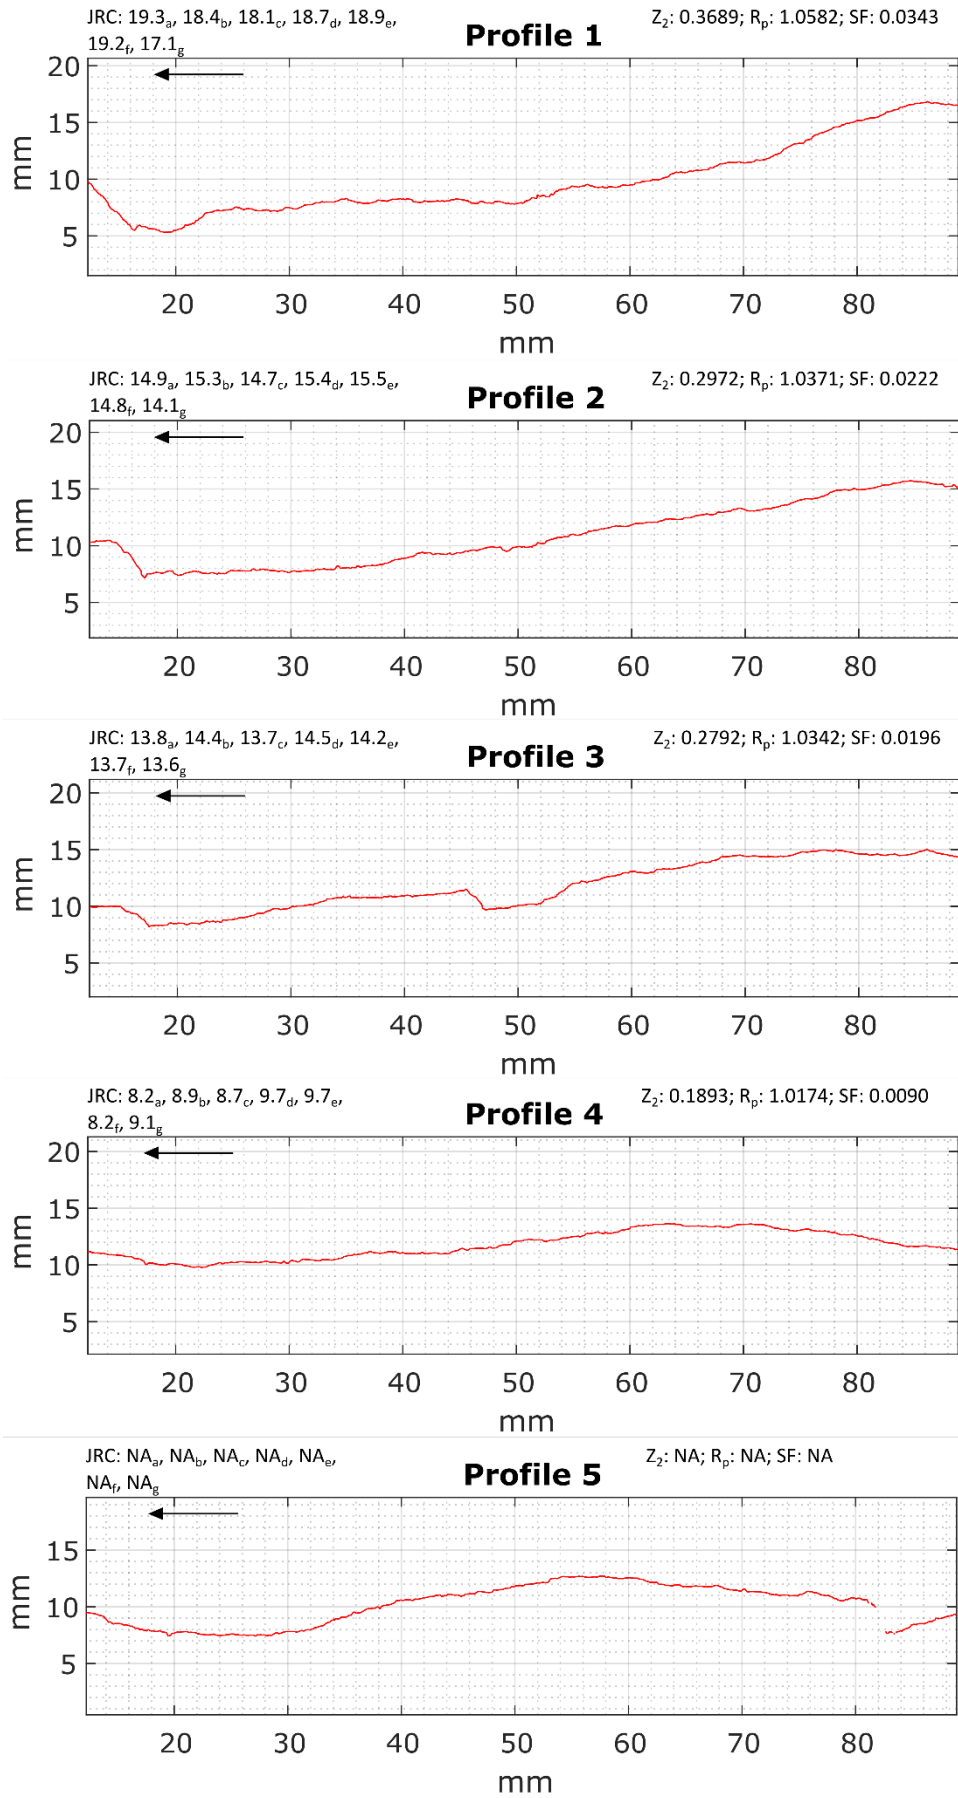 JRC: 19.3a, 18.4b, 18.1c, 18.7d, 18.9e,
19.2f, 17.1g
Profile 1
Z2: 0.3689; Rp: 1.0582; SF: 0.0343
20
15
10
5
mm
20 30 40 50 60 70 80
mm
JRC: 14.9a, 15.3b, 14.7c, 15.4d, 15.5e,
14.8f, 14.1g
Profile 2
Z2: 0.2972; Rp: 1.0371; SF: 0.0222
20
15
10
5
mm
20 30 40 50 60 70 80
mm
JRC: 13.8a, 14.4b, 13.7c, 14.5d, 14.2e,
13.7f, 13.6g
Profile 3
Z2: 0.2792; Rp: 1.0342; SF: 0.0196
20
15
10
5
mm
20 30 40 50 60 70 80
mm
JRC: 8.2a, 8.9b, 8.7c, 9.7d, 9.7e,
8.2f, 9.1g
Profile 4
Z2: 0.1893; Rp: 1.0174; SF: 0.0090
20
15
10
5
mm
20 30 40 50 60 70 80
mm
JRC: NAa, NAb, NAc, NAd, NAe,
NAf, NAg
Profile 5
Z2: NA; Rp: NA; SF: NA
15
10
5
mm
20 30 40 50 60 70 80
mm